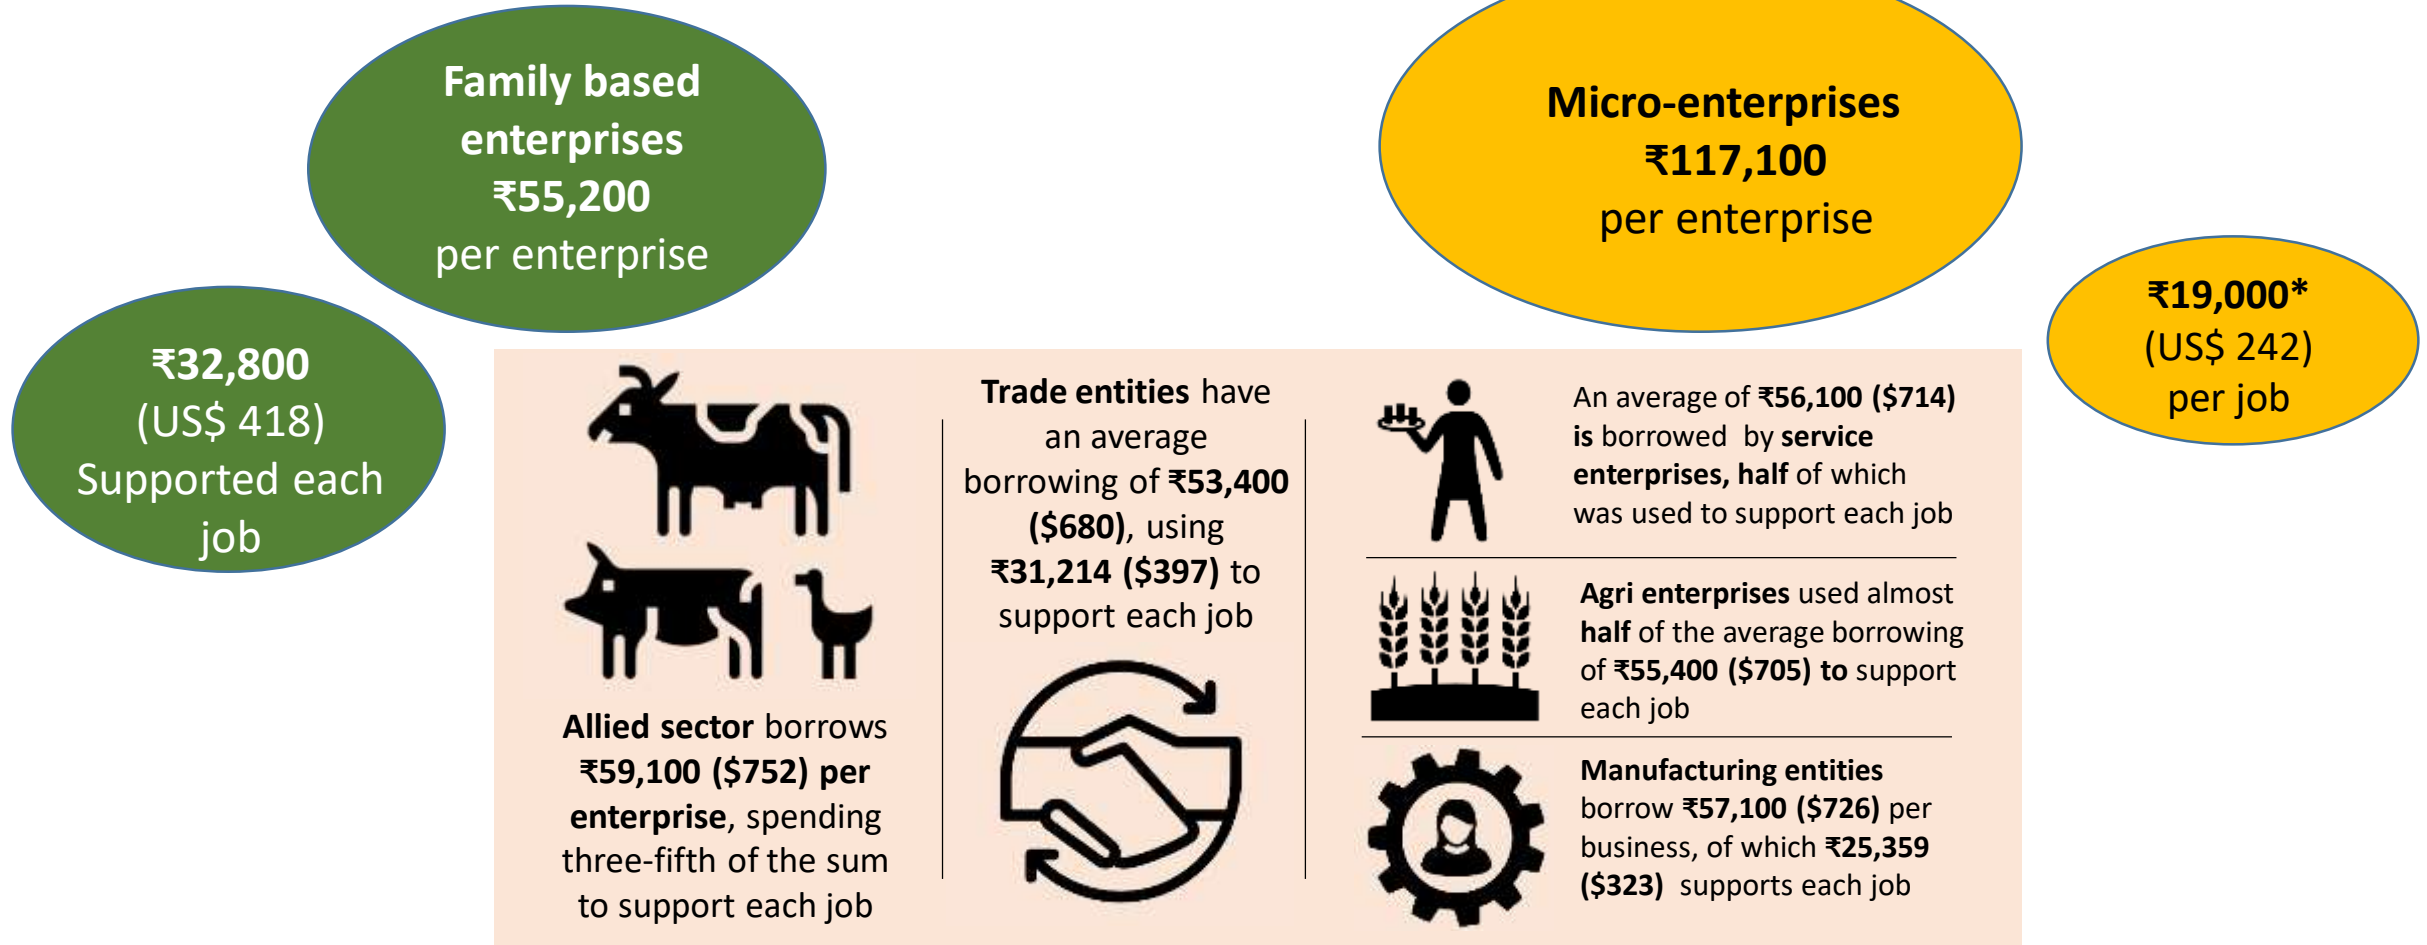 Family based
enterprises
₹55,200
per enterprise
₹32,800
(US$ 418)
Supported each
job
Micro-enterprises
₹117,100
per enterprise
₹19,000*
(US$ 242)
per job
Allied sector borrows
₹59,100 ($752) per
enterprise, spending
three-fifth of the sum
to support each job
Trade entities have
an average
borrowing of ₹53,400
($680), using
₹31,214 ($397) to
support each job
An average of ₹56,100 ($714)
is borrowed by service
enterprises, half of which
was used to support each job
Agri enterprises used almost
half of the average borrowing
of ₹55,400 ($705) to support
each job
Manufacturing entities
borrow ₹57,100 ($726) per
business, of which ₹25,359
($323) supports each job